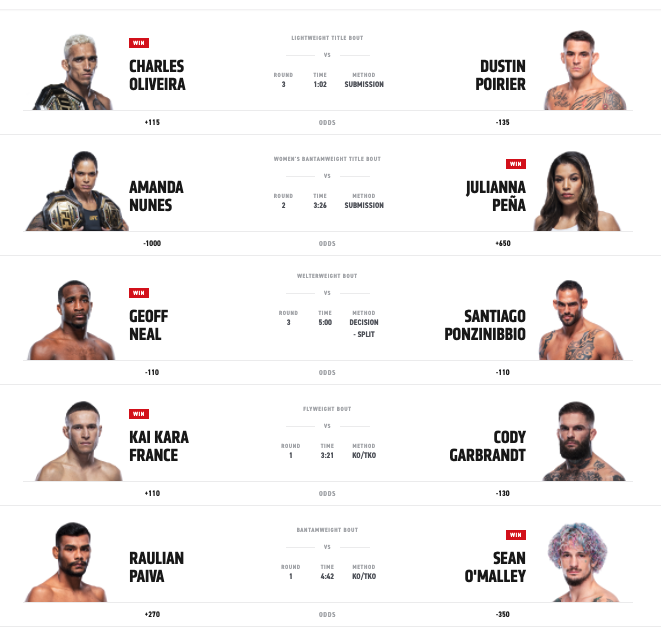 LIGHTWEIGHT TITLE BOUT
WIN
VS
CHARLES
OLIVEIRA
ROUND TIME METHOD
3 1:02 SUBMISSION
DUSTIN
POIRIER
+115 ODDS -135
WOMEN'S BANTAMWEIGHT TITLE BOUT
WIN
VS
AMANDA
NUNES
ROUND TIME METHOD
2 3:26 SUBMISSION
JULIANNA
PEÑA
-1000 ODDS +650
WELTERWEIGHT BOUT
WIN
VS
GEOFF
NEAL
ROUND TIME METHOD
3 5:00 DECISION
- SPLIT
SANTIAGO
PONZINIBBIO
-110 ODDS -110
FLYWEIGHT BOUT
WIN
VS
KAI KARA
FRANCE
ROUND TIME METHOD
1 3:21 KO/TKO
CODY
GARBRANDT
+110 ODDS -130
BANTAMWEIGHT BOUT
WIN
VS
RAULIAN
PAIVA
ROUND TIME METHOD
1 4:42 KO/TKO
SEAN
O'MALLEY
+270 ODDS -350